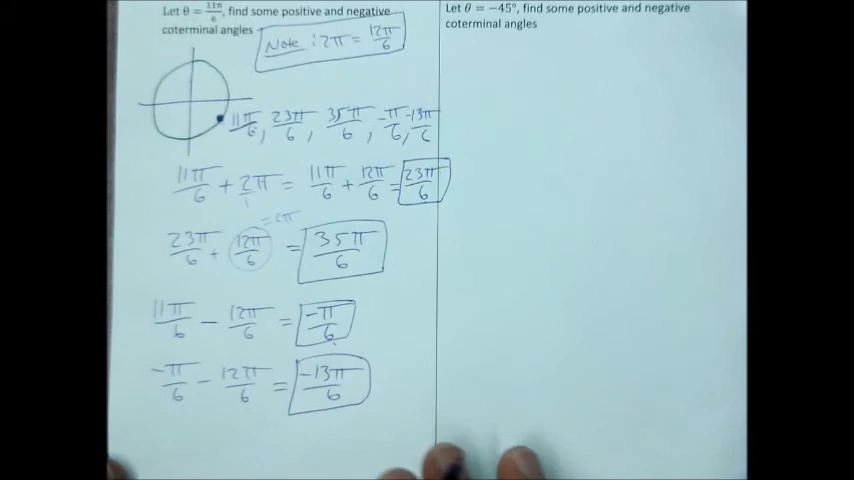 Let θ = 11π/6, find some positive and negative
coterminal angles
Note : 2π = 12π/6
11π/6, 23π/6, 35π/6, -π/6, -13π/6
11π/6 + 2π/1 = 11π/6 + 12π/6 = 23π/6
= 2π
23π/6 + 12π/6 = 35π/6
11π/6 - 12π/6 = -π/6
-π/6 - 12π/6 = -13π/6
Let θ = -45°, find some positive and negative
coterminal angles